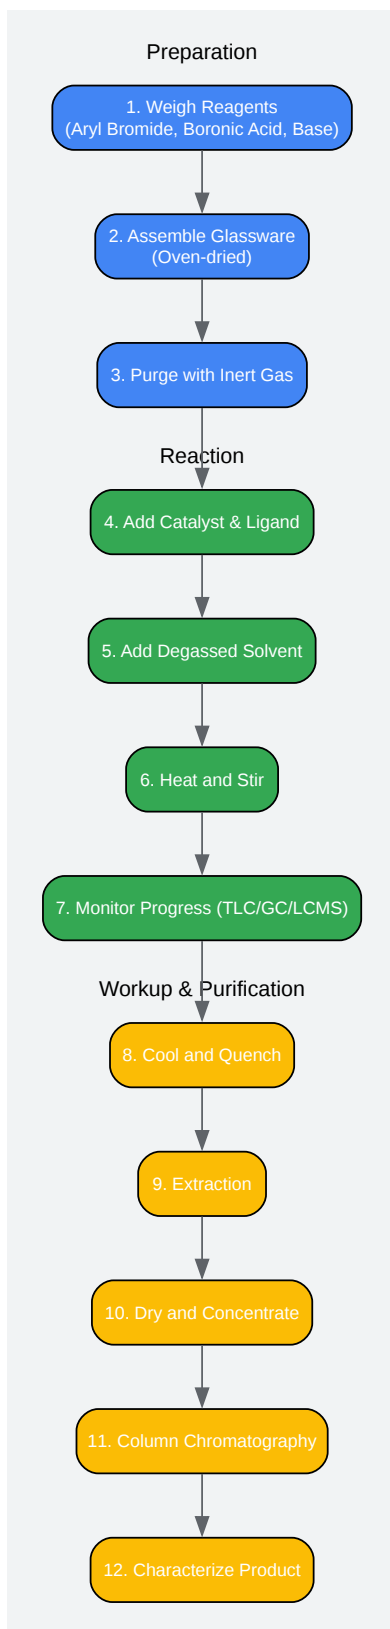 Preparation
1. Weigh Reagents
(Aryl Bromide, Boronic Acid, Base)
2. Assemble Glassware
(Oven-dried)
3. Purge with Inert Gas
Reaction
4. Add Catalyst & Ligand
5. Add Degassed Solvent
6. Heat and Stir
7. Monitor Progress (TLC/GC/LCMS)
Workup & Purification
8. Cool and Quench
9. Extraction
10. Dry and Concentrate
11. Column Chromatography
12. Characterize Product